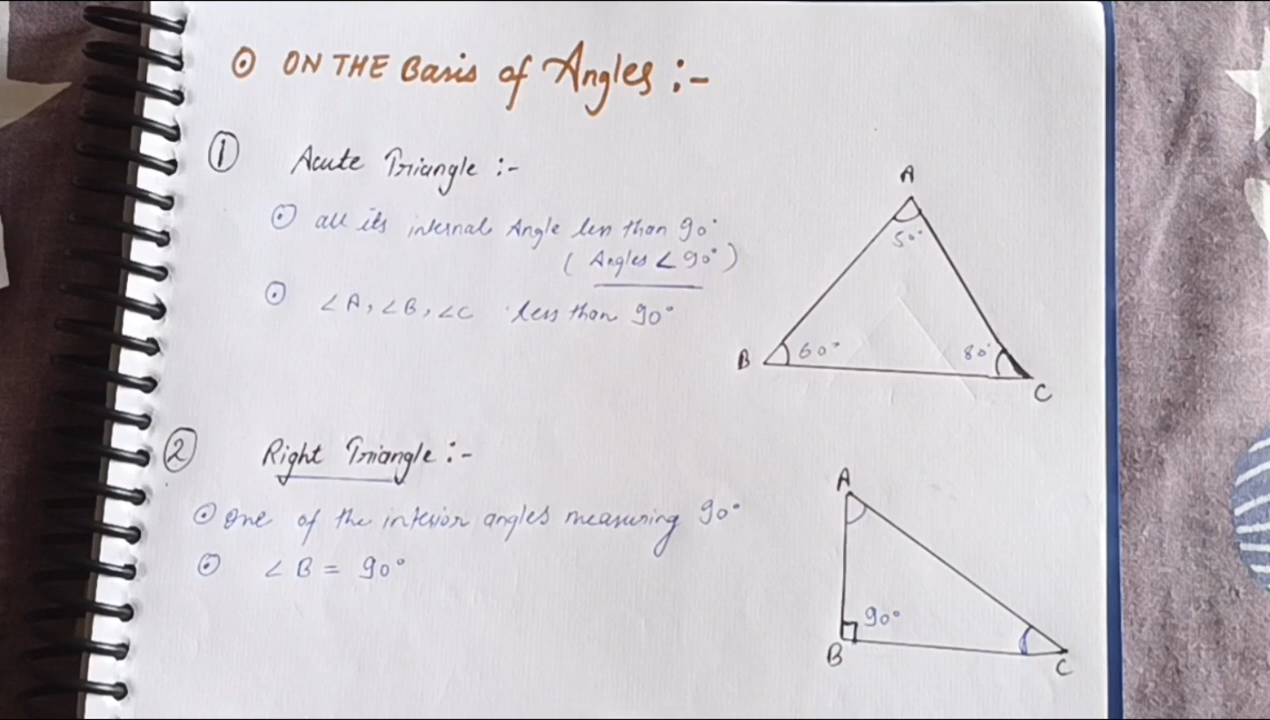 ⊙ ON THE Basis of Angles :-
① Acute Triangle :-
⊙ all its internal Angle less than 90°
( Angles ∠ 90° )
⊙ ∠A, ∠B, ∠C less than 90°
A
50°
B 60° 80°
C
② Right Triangle :-
⊙ One of the interior angles measuring 90°
⊙ ∠B = 90°
A
90°
B
C